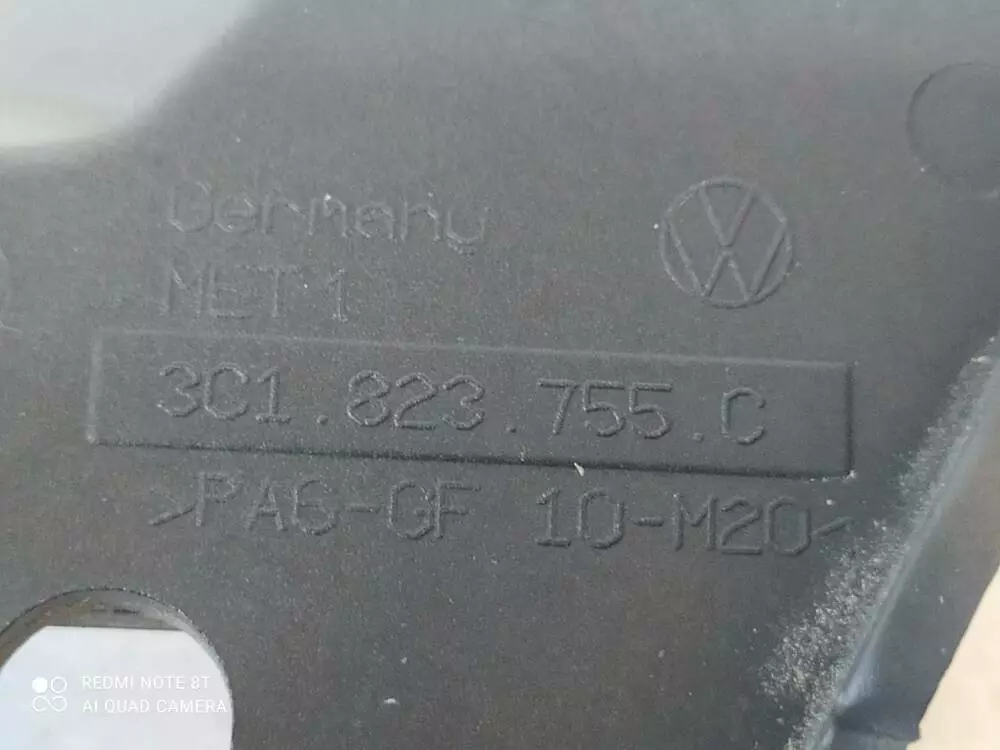 Germany
MET 1
3C1.823.755.C
>PA6-GF 10-M20<
REDMI NOTE 8T
AI QUAD CAMERA